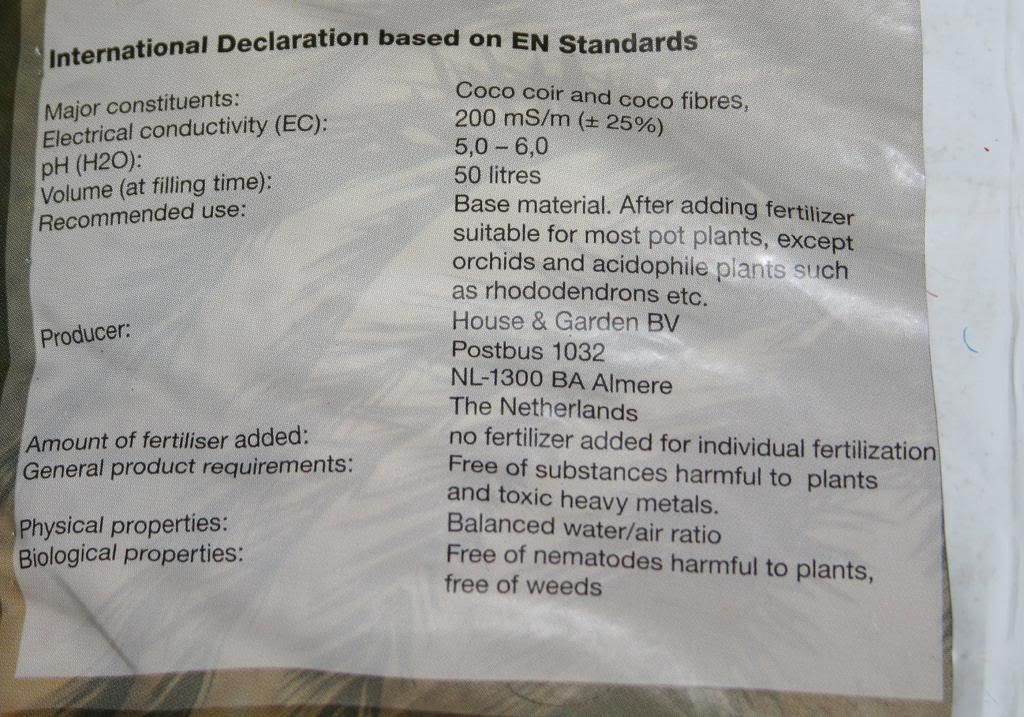 International Declaration based on EN Standards
Major constituents: Coco coir and coco fibres,
Electrical conductivity (EC): 200 mS/m (± 25%)
pH (H2O): 5,0 – 6,0
Volume (at filling time): 50 litres
Recommended use: Base material. After adding fertilizer
suitable for most pot plants, except
orchids and acidophile plants such
as rhododendrons etc.
Producer: House & Garden BV
Postbus 1032
NL-1300 BA Almere
The Netherlands
Amount of fertiliser added: no fertilizer added for individual fertilization
General product requirements: Free of substances harmful to plants
and toxic heavy metals.
Physical properties: Balanced water/air ratio
Biological properties: Free of nematodes harmful to plants,
free of weeds